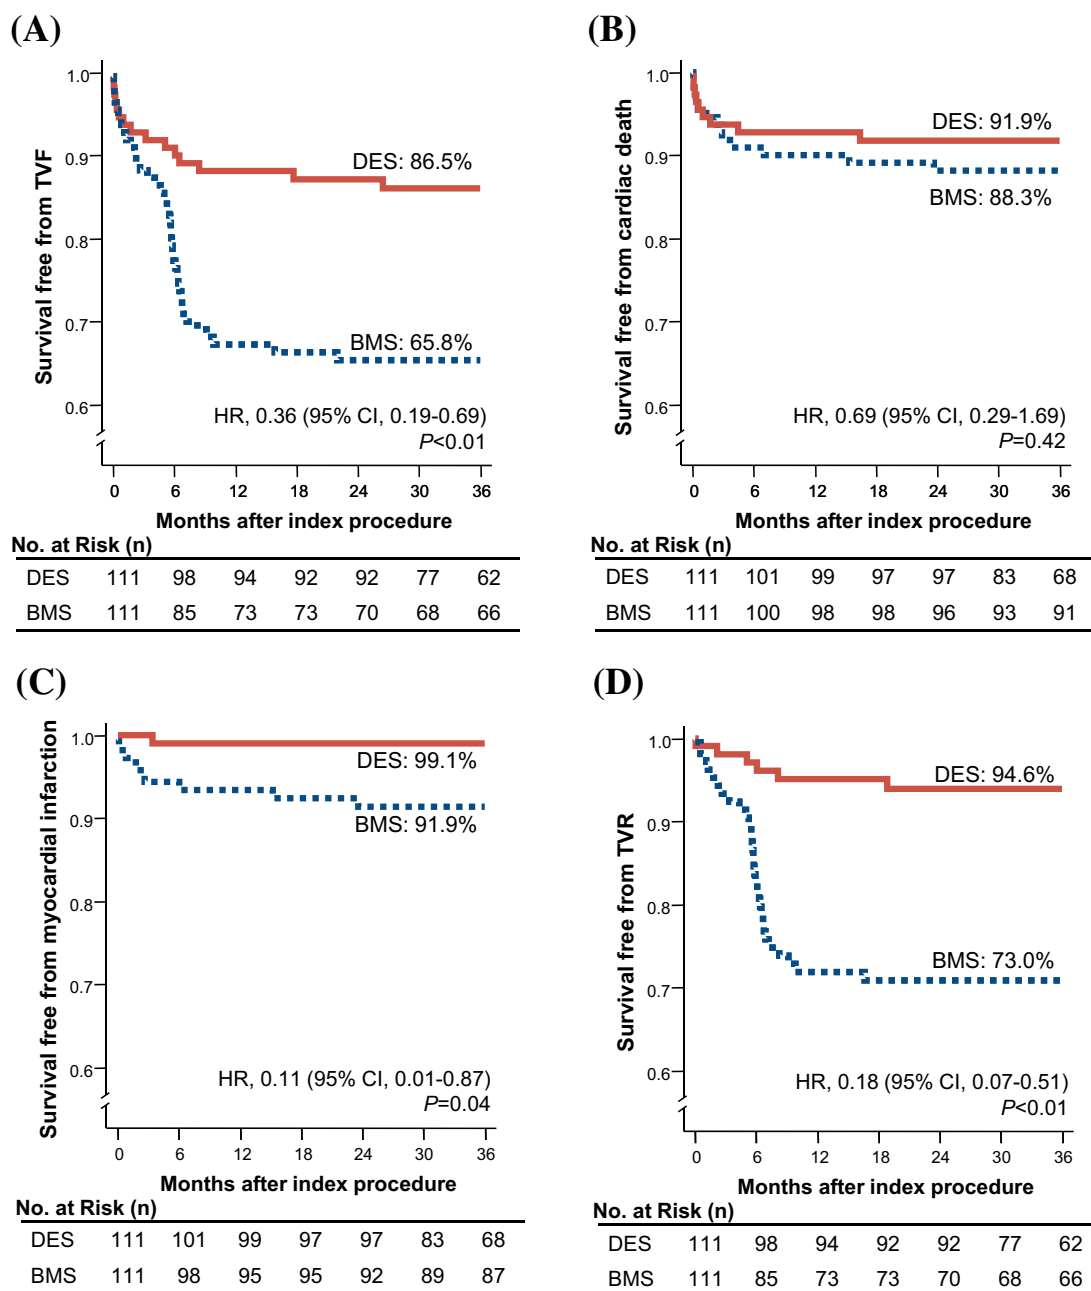 (A)
Survival free from TVF
1.0
0.9
0.8
0.7
0.6
DES: 86.5%
BMS: 65.8%
HR, 0.36 (95% CI, 0.19-0.69)
P<0.01
0 6 12 18 24 30 36
Months after index procedure
No. at Risk (n)
DES 111 98 94 92 92 77 62
BMS 111 85 73 73 70 68 66
(B)
Survival free from cardiac death
1.0
0.9
0.8
0.7
0.6
DES: 91.9%
BMS: 88.3%
HR, 0.69 (95% CI, 0.29-1.69)
P=0.42
0 6 12 18 24 30 36
Months after index procedure
No. at Risk (n)
DES 111 101 99 97 97 83 68
BMS 111 100 98 98 96 93 91
(C)
Survival free from myocardial infarction
1.0
0.9
0.8
0.7
0.6
DES: 99.1%
BMS: 91.9%
HR, 0.11 (95% CI, 0.01-0.87)
P=0.04
0 6 12 18 24 30 36
Months after index procedure
No. at Risk (n)
DES 111 101 99 97 97 83 68
BMS 111 98 95 95 92 89 87
(D)
Survival free from TVR
1.0
0.9
0.8
0.7
0.6
DES: 94.6%
BMS: 73.0%
HR, 0.18 (95% CI, 0.07-0.51)
P<0.01
0 6 12 18 24 30 36
Months after index procedure
No. at Risk (n)
DES 111 98 94 92 92 77 62
BMS 111 85 73 73 70 68 66